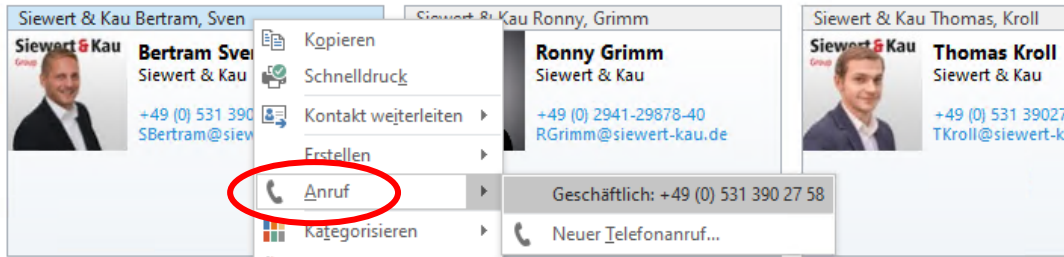 Siewert & Kau Bertram, Sven
Siewert & Kau
Group
Bertram Sve
Siewert & Kau
+49 (0) 531 390
SBertram@siew
Kopieren
Schnelldruck
Kontakt weiterleiten
Erstellen
Anruf
Kategorisieren
Geschäftlich: +49 (0) 531 390 27 58
Neuer Telefonanruf...
Siewert & Kau Ronny, Grimm
Ronny Grimm
Siewert & Kau
+49 (0) 2941-29878-40
RGrimm@siewert-kau.de
Siewert & Kau Thomas, Kroll
Siewert & Kau
Group
Thomas Kroll
Siewert & Kau
+49 (0) 531 39027
TKroll@siewert-k